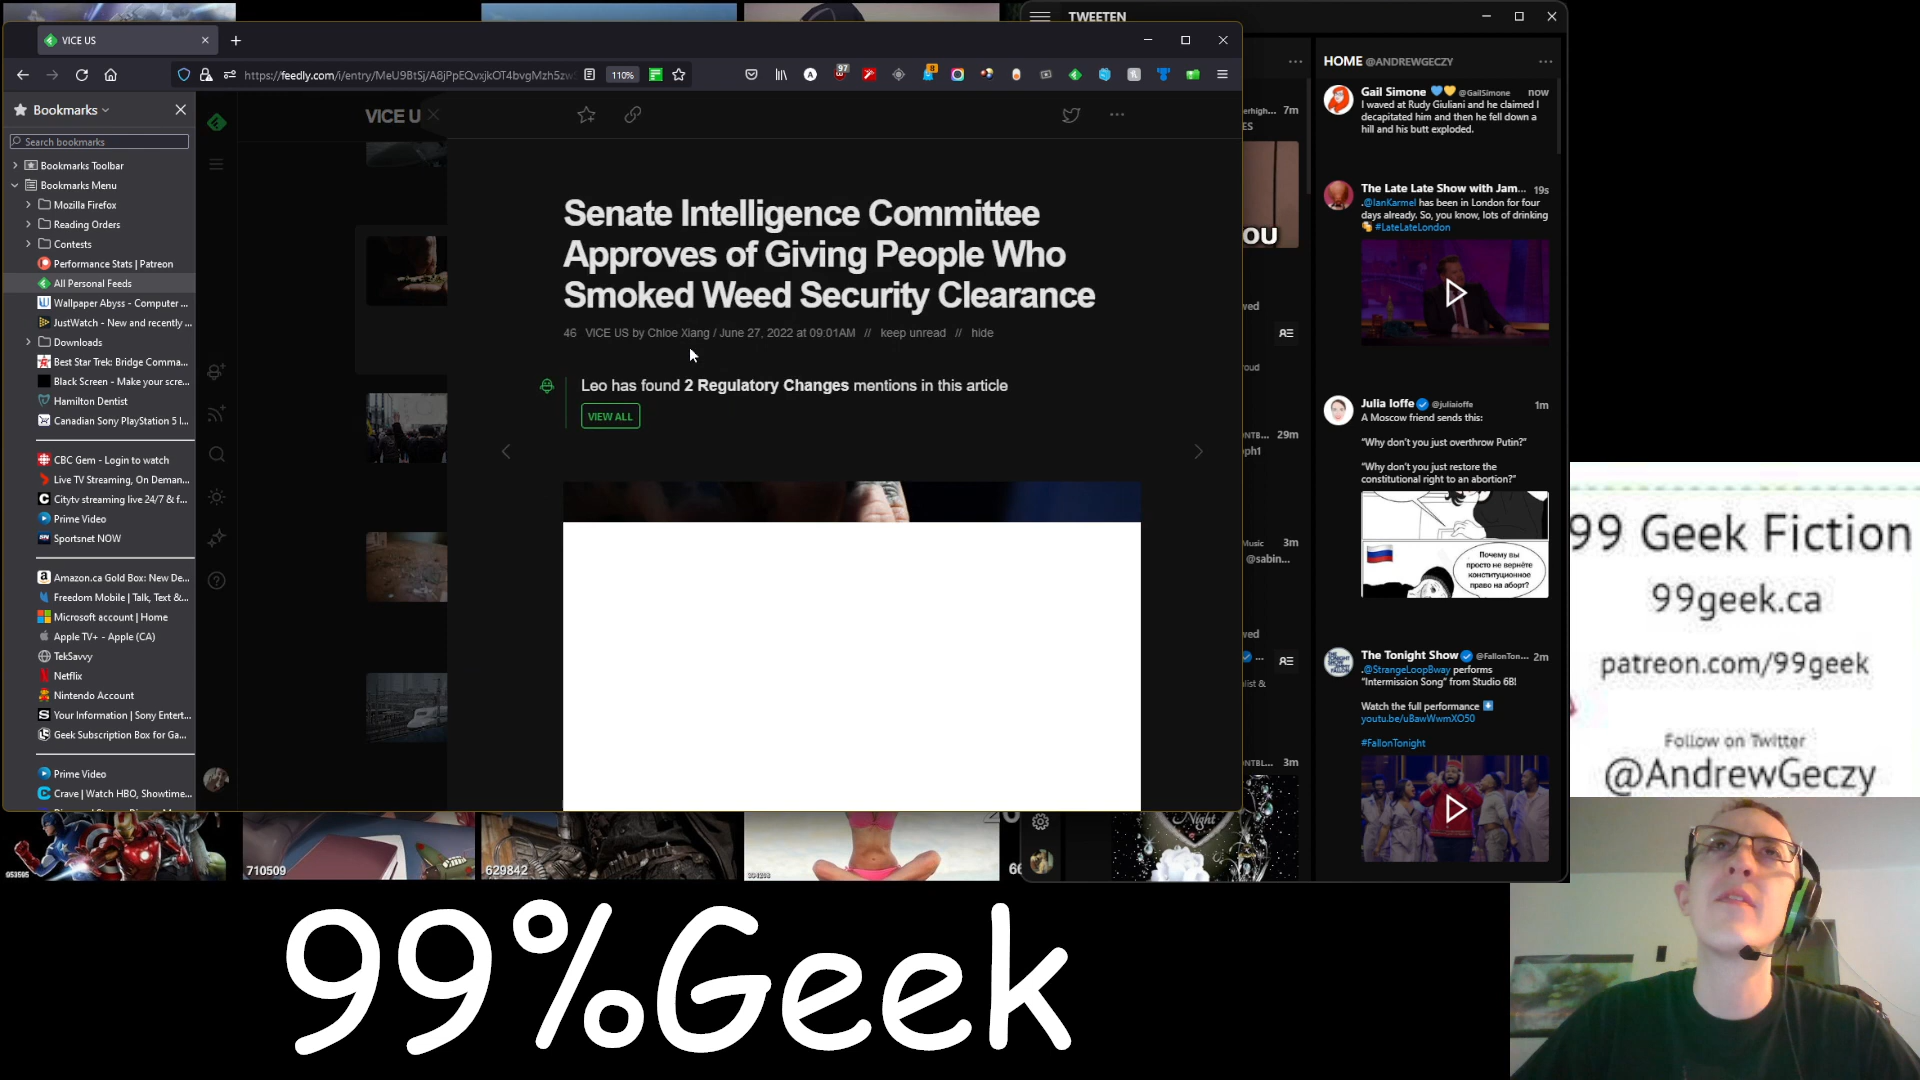 VICE US
https://feedly.com/i/entry/MeU9BtSj/A8jPpEQvxjkOT4bvgMzh5zw
110%
97
8
Bookmarks
Search bookmarks
Bookmarks Toolbar
Bookmarks Menu
Mozilla Firefox
Reading Orders
Contests
Performance Stats | Patreon
All Personal Feeds
Wallpaper Abyss - Computer ...
JustWatch - New and recently ...
Downloads
Best Star Trek: Bridge Comma...
Black Screen - Make your scre...
Hamilton Dentist
Canadian Sony PlayStation 5 I...
CBC Gem - Login to watch
Live TV Streaming, On Deman...
Citytv streaming live 24/7 & f...
Prime Video
Sportsnet NOW
Amazon.ca Gold Box: New De...
Freedom Mobile | Talk, Text &...
Microsoft account | Home
Apple TV+ - Apple (CA)
TekSavvy
Netflix
Nintendo Account
Your Information | Sony Entert...
Geek Subscription Box for Ga...
Prime Video
Crave | Watch HBO, Showtime...
VICE U
Senate Intelligence Committee
Approves of Giving People Who
Smoked Weed Security Clearance
46 VICE US by Chloe Xiang / June 27, 2022 at 09:01AM // keep unread // hide
Leo has found 2 Regulatory Changes mentions in this article
VIEW ALL
TWEETEN
7m
ES
OU
29m
3m
@sabin...
3m
Night
HOME @ANDREWGECZY
Gail Simone @GailSimone now
I waved at Rudy Giuliani and he claimed I
decapitated him and then he fell down a
hill and his butt exploded.
The Late Late Show with Jam... 19s
.@IanKarmel has been in London for four
days already. So, you know, lots of drinking
#LateLateLondon
Julia Ioffe @juliaioffe 1m
A Moscow friend sends this:
“Why don’t you just overthrow Putin?”
“Why don’t you just restore the
constitutional right to an abortion?”
Почему вы
просто не вернёте
конституционное
право на аборт?
The Tonight Show @FallonTon... 2m
.@StrangeLoopBway performs
“Intermission Song” from Studio 6B!
Watch the full performance
youtu.be/uBawWwmXO50
#FallonTonight
99 Geek Fiction
99geek.ca
patreon.com/99geek
Follow on Twitter
@AndrewGeczy
953595
710509
629842
99%Geek